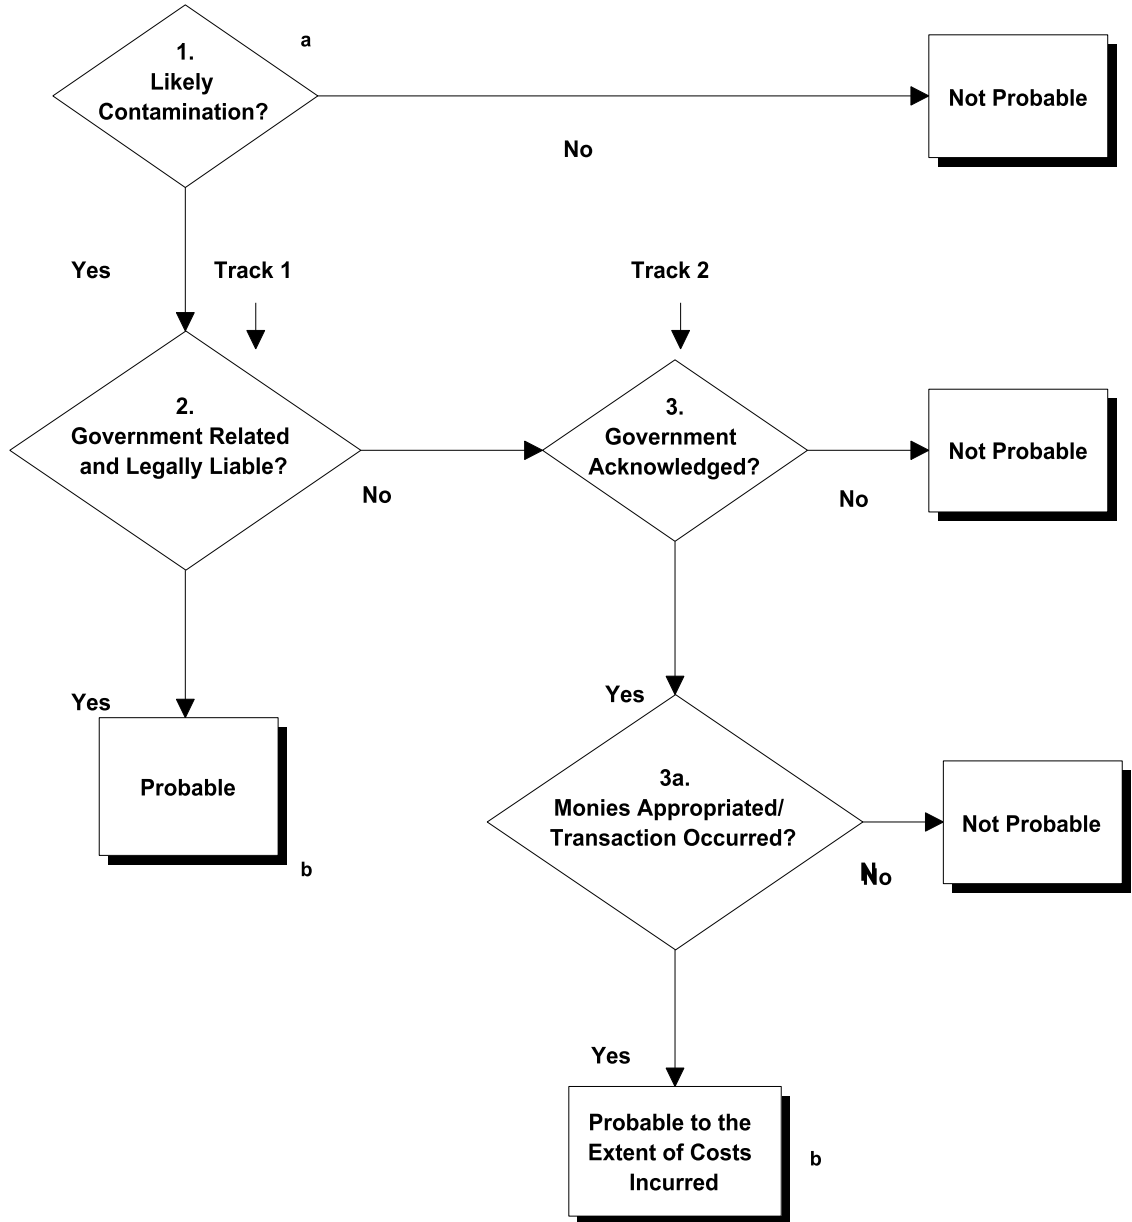 a
1.
Likely
Contamination?
Not Probable
No
Yes
Track 1
Track 2
2.
Government Related
and Legally Liable?
No
3.
Government
Acknowledged?
No
Not Probable
Yes
Probable
b
Yes
3a.
Monies Appropriated/
Transaction Occurred?
No
Not Probable
Yes
Probable to the
Extent of Costs
Incurred
b